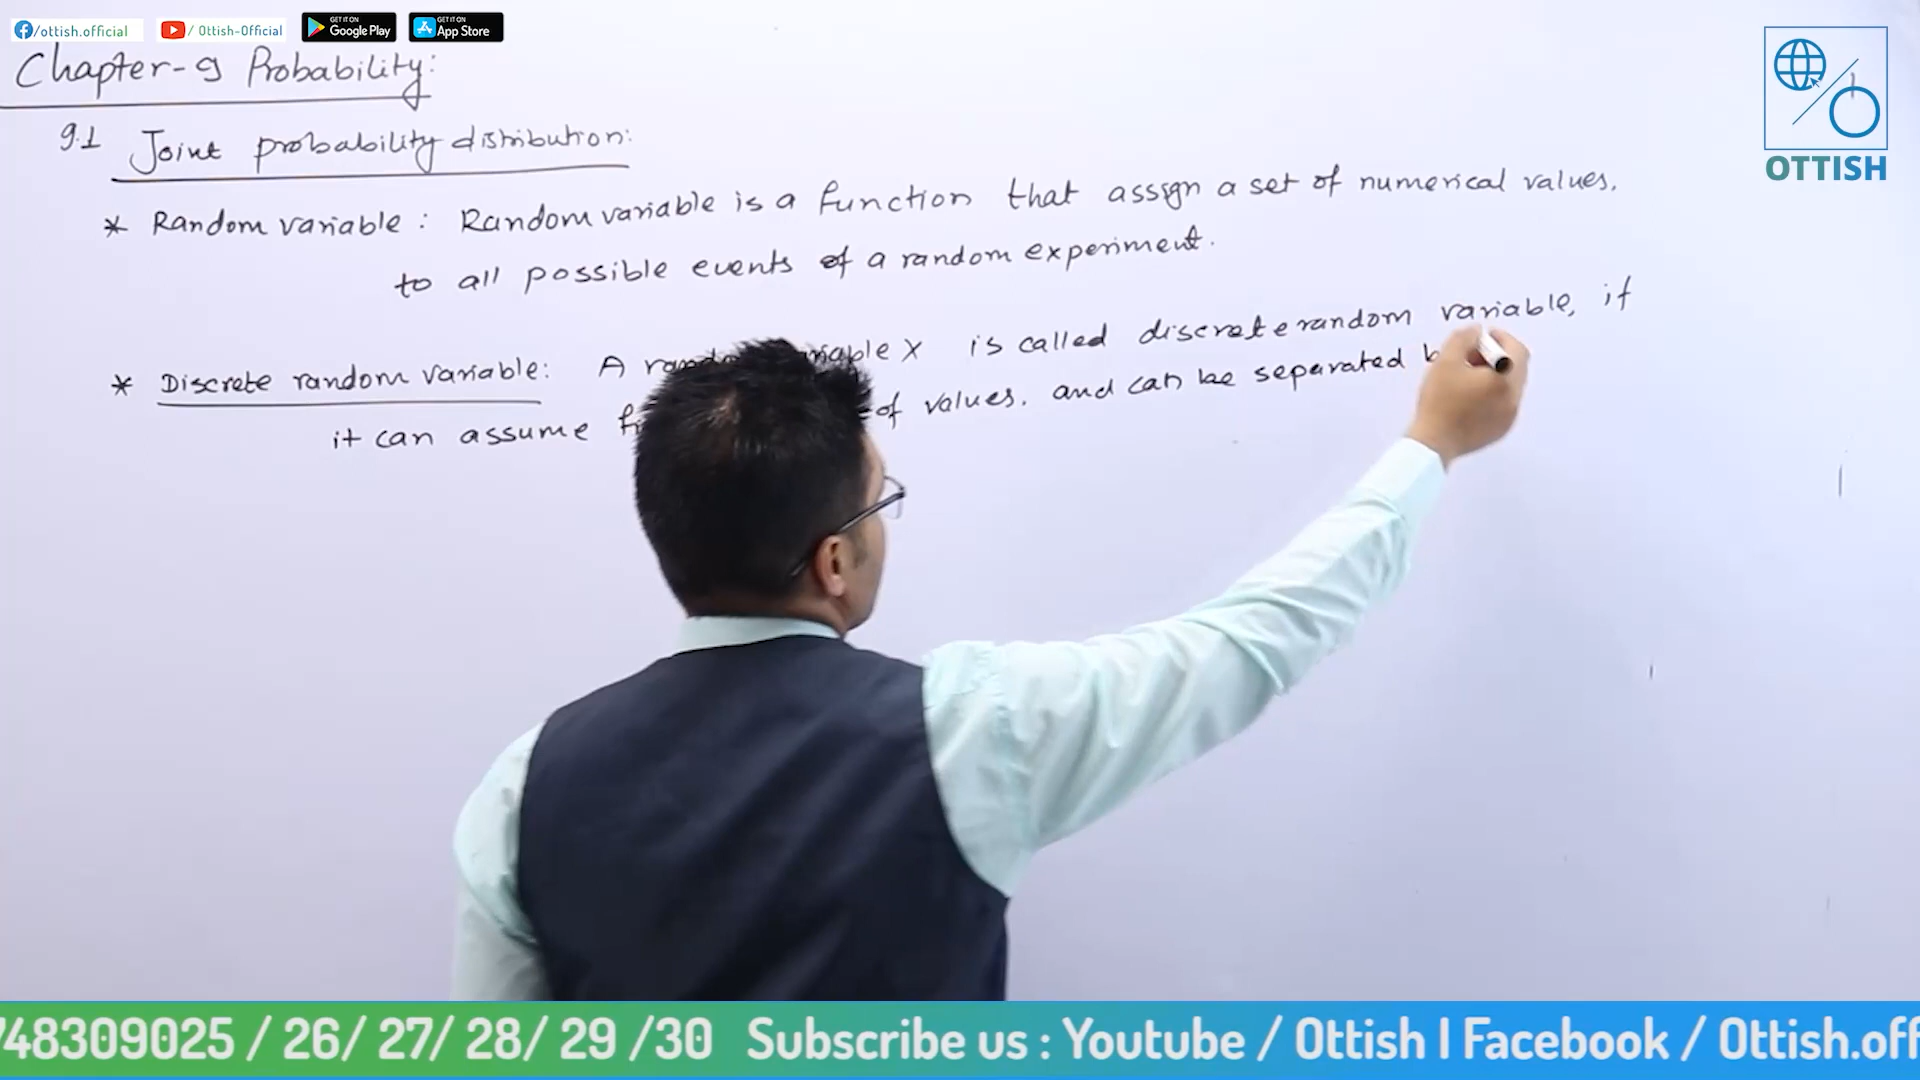 /ottish.official / Ottish-Official GET IT ON Google Play GET IT ON App Store
Chapter-9 Probability:
OTTISH
9.1 Joint probability distribution:
* Random variable : Random variable is a function that assign a set of numerical values.
to all possible events of a random experiment.
* Discrete random variable: A X is called discrete random variable, if
it can assume of values. and can be separated
748309025 / 26/ 27/ 28/ 29 /30 Subscribe us : Youtube / Ottish I Facebook / Ottish.off